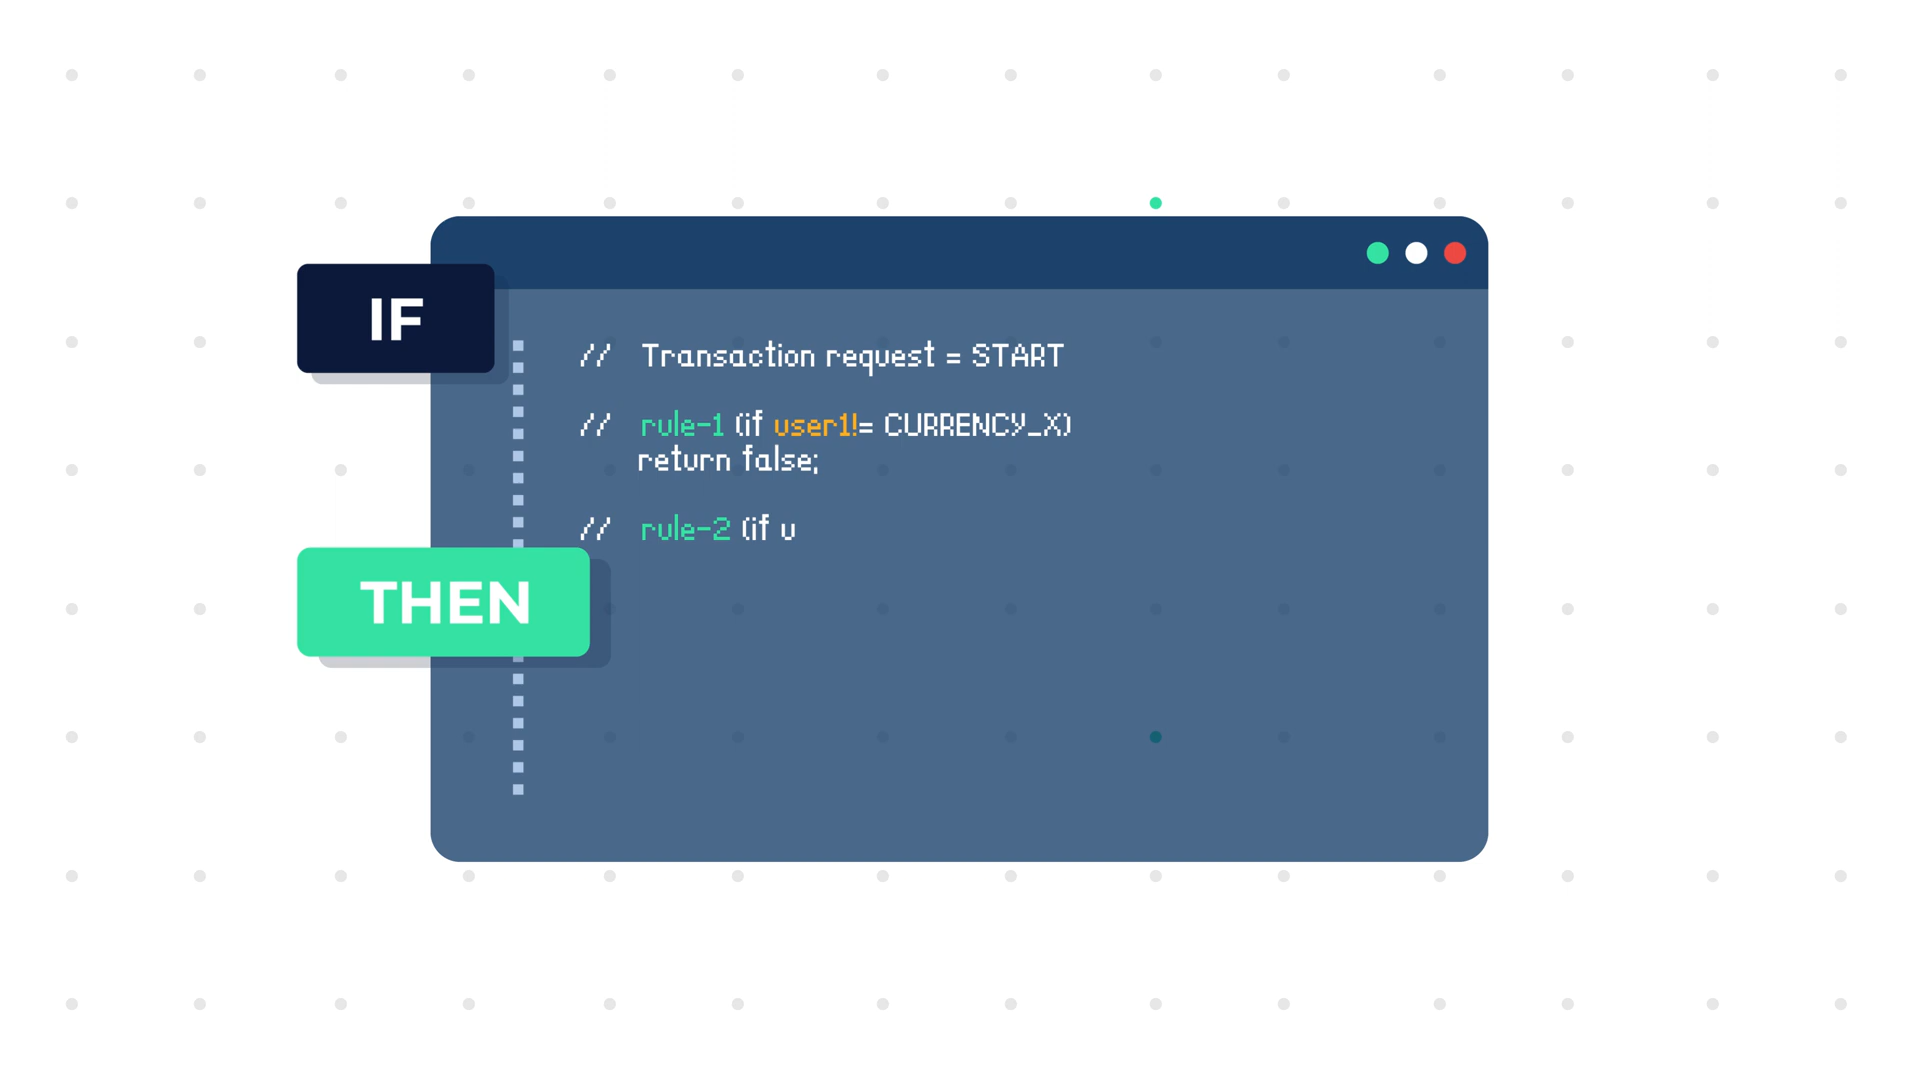 IF
// Transaction request = START
// rule-1 (if user1!= CURRENCY_X)
return false;
// rule-2 (if u
THEN